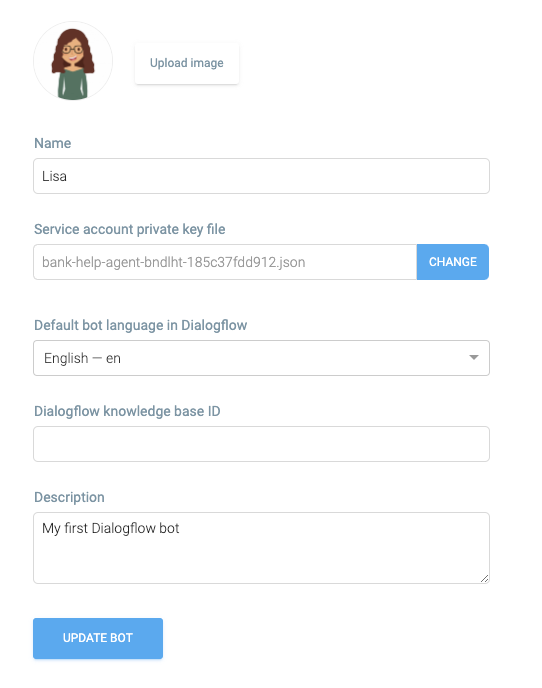 Upload image
Name
Lisa
Service account private key file
bank-help-agent-bndlht-185c37fdd912.json
CHANGE
Default bot language in Dialogflow
English — en
Dialogflow knowledge base ID
Description
My first Dialogflow bot
UPDATE BOT